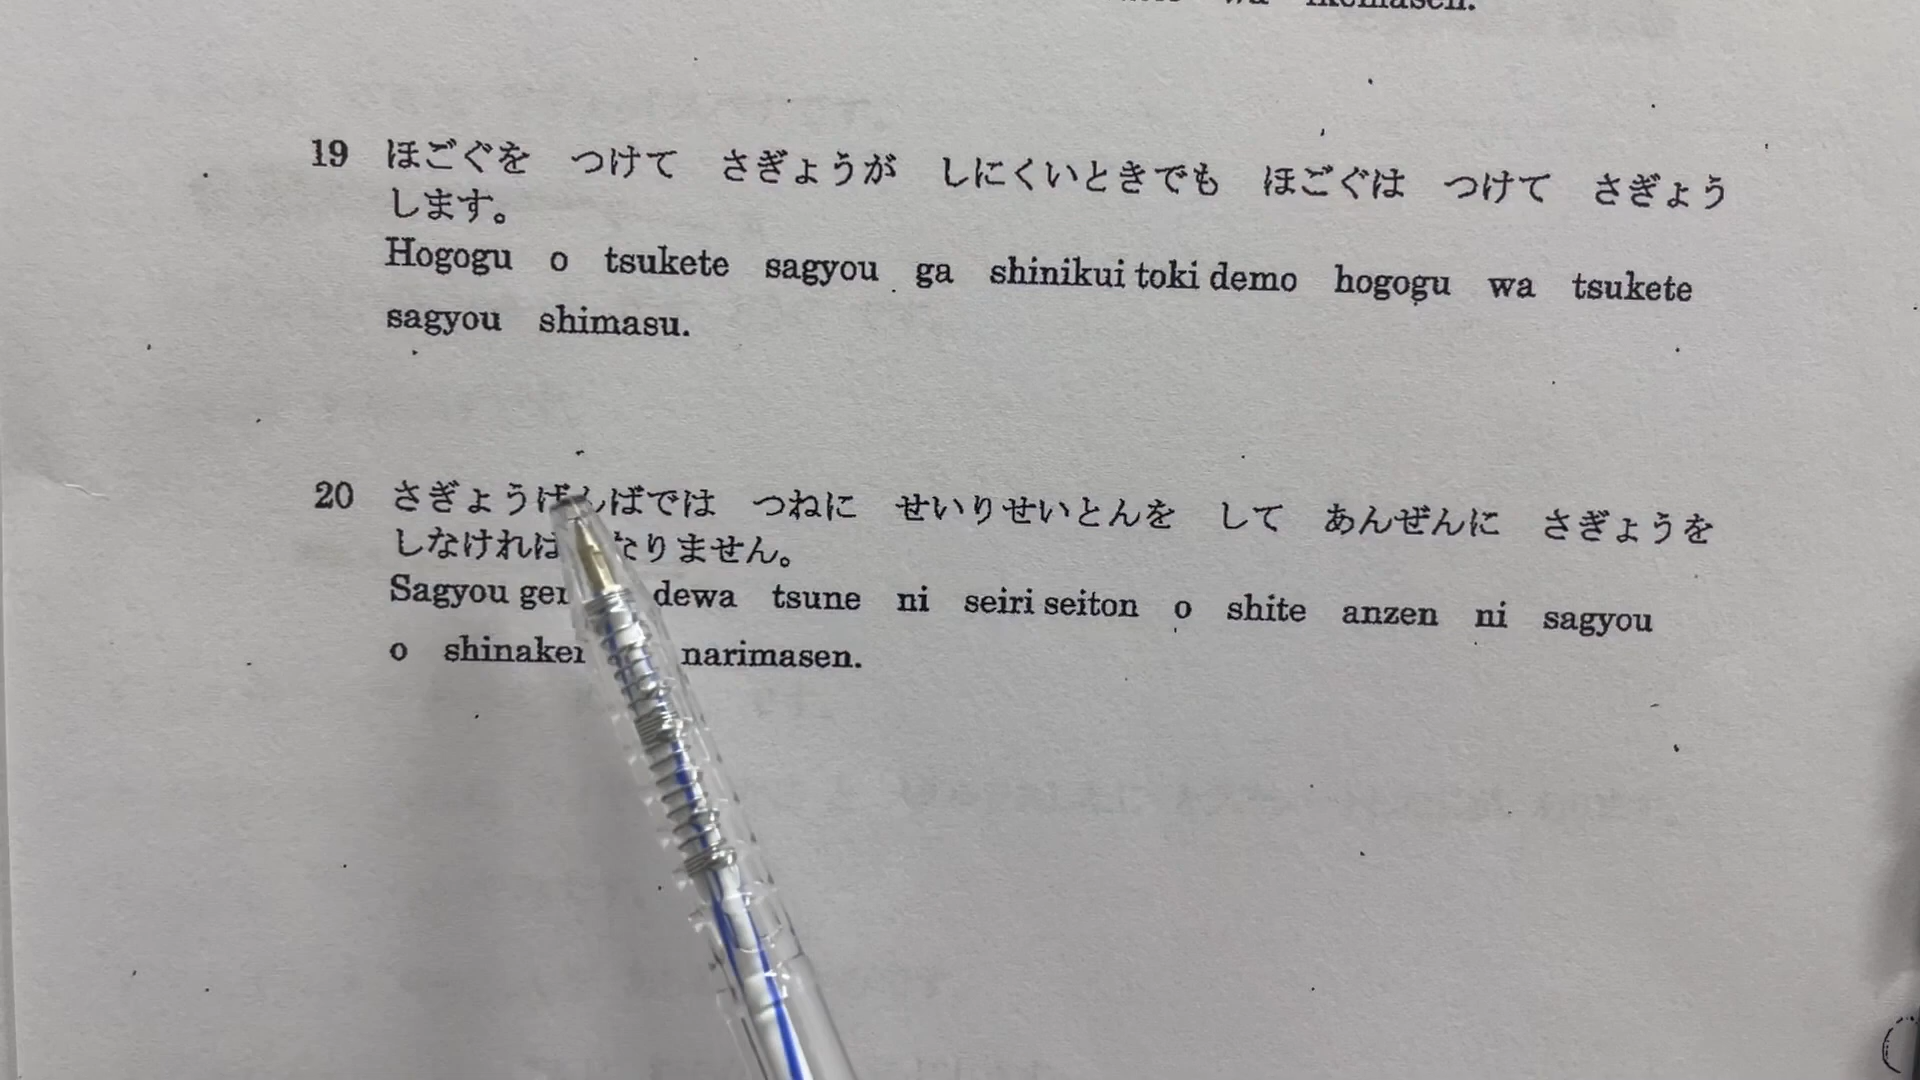 wa ikemasen.
19 ほごぐを つけて さぎょうが しにくいときでも ほごぐは つけて さぎょう
します。
Hogogu o tsukete sagyou ga shinikui toki demo hogogu wa tsukete
sagyou shimasu.
20 さぎょうげんばでは つねに せいりせいとんを して あんぜんに さぎょうを
しなければ なりません。
Sagyou dewa tsune ni seiri seiton o shite anzen ni sagyou
o narimasen.